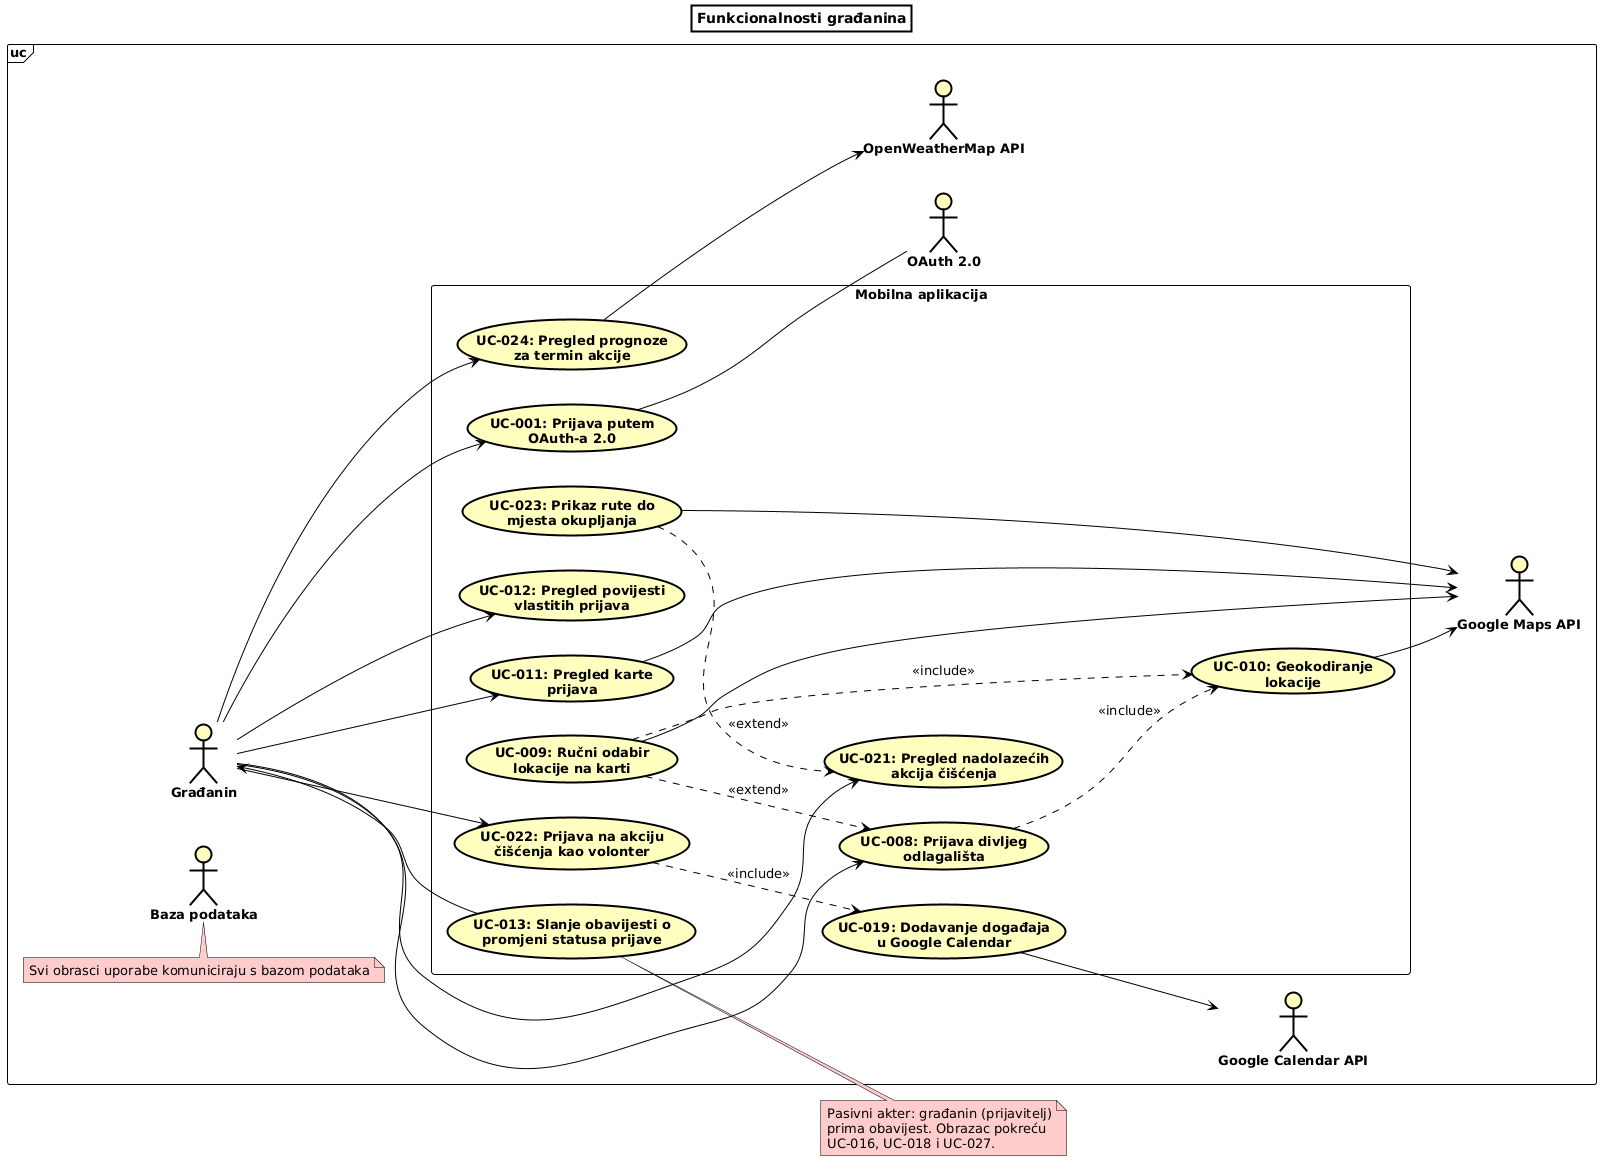 Funkcionalnosti građanina
uc
OpenWeatherMap API
OAuth 2.0
Mobilna aplikacija
UC-024: Pregled prognoze
za termin akcije
UC-001: Prijava putem
OAuth-a 2.0
UC-023: Prikaz rute do
mjesta okupljanja
UC-012: Pregled povijesti
vlastitih prijava
Google Maps API
UC-011: Pregled karte
prijava
«include»
UC-010: Geokodiranje
lokacije
«include»
«extend»
UC-009: Ručni odabir
lokacije na karti
UC-021: Pregled nadolazećih
akcija čišćenja
Građanin
«extend»
UC-022: Prijava na akciju
čišćenja kao volonter
UC-008: Prijava divljeg
odlagališta
«include»
Baza podataka
UC-013: Slanje obavijesti o
promjeni statusa prijave
UC-019: Dodavanje događaja
u Google Calendar
Svi obrasci uporabe komuniciraju s bazom podataka
Google Calendar API
Pasivni akter: građanin (prijavitelj)
prima obavijest. Obrazac pokreću
UC-016, UC-018 i UC-027.